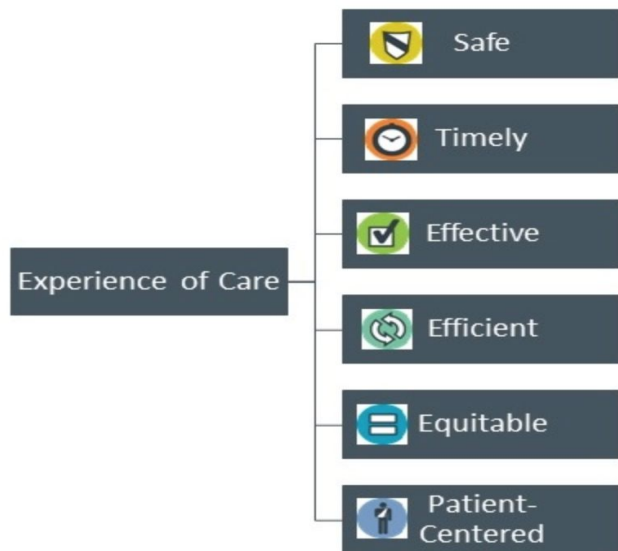 Safe
Timely
Effective
Experience of Care
Efficient
Equitable
Patient-
Centered